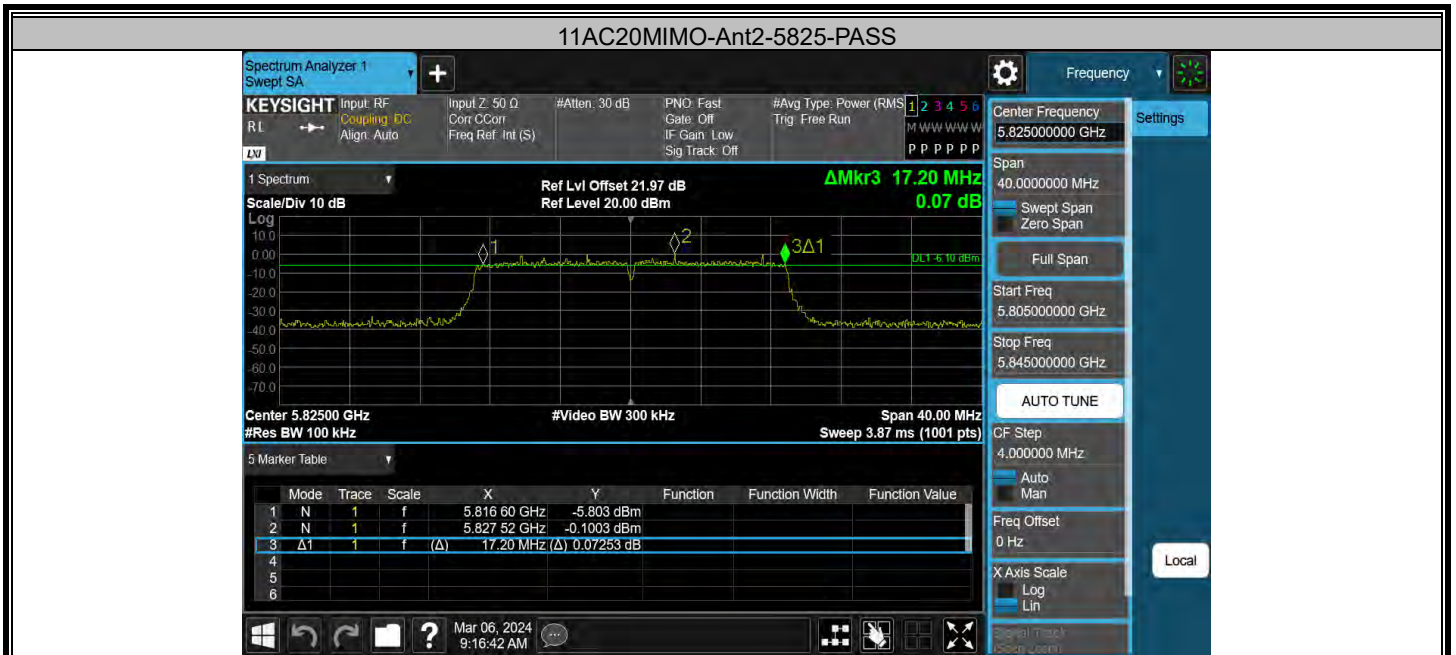 11AC20MIMO-Ant2-5825-PASS
Spectrum Analyzer 1
Swept SA
Frequency
KEYSIGHT Input: RF Input Z: 50 Ω #Atten: 30 dB PNO: Fast #Avg Type: Power (RMS 1 2 3 4 5 6
RL Coupling: DC Corr CCorr Gate: Off Trig: Free Run
Align: Auto Freq Ref: Int (S) IF Gain: Low M W W W W W
LXI Sig Track: Off P P P P P P
Center Frequency
5.825000000 GHz
Settings
1 Spectrum
Ref Lvl Offset 21.97 dB ΔMkr3 17.20 MHz
Scale/Div 10 dB Ref Level 20.00 dBm 0.07 dB
Log
10.0
0.00
-10.0
-20.0
-30.0
-40.0
-50.0
-60.0
-70.0
1
2
3Δ1
DL1 -6.10 dBm
Center 5.82500 GHz #Video BW 300 kHz Span 40.00 MHz
#Res BW 100 kHz Sweep 3.87 ms (1001 pts)
Span
40.0000000 MHz
Swept Span
Zero Span
Full Span
Start Freq
5.805000000 GHz
Stop Freq
5.845000000 GHz
AUTO TUNE
CF Step
4.000000 MHz
Auto
Man
Freq Offset
0 Hz
X Axis Scale
Log
Lin
Signal Track
(Span Zoom)
Local
5 Marker Table
Mode Trace Scale X Y Function Function Width Function Value
1 N 1 f 5.816 60 GHz -5.803 dBm
2 N 1 f 5.827 52 GHz -0.1003 dBm
3 Δ1 1 f (Δ) 17.20 MHz (Δ) 0.07253 dB
4
5
6
Mar 06, 2024
9:16:42 AM